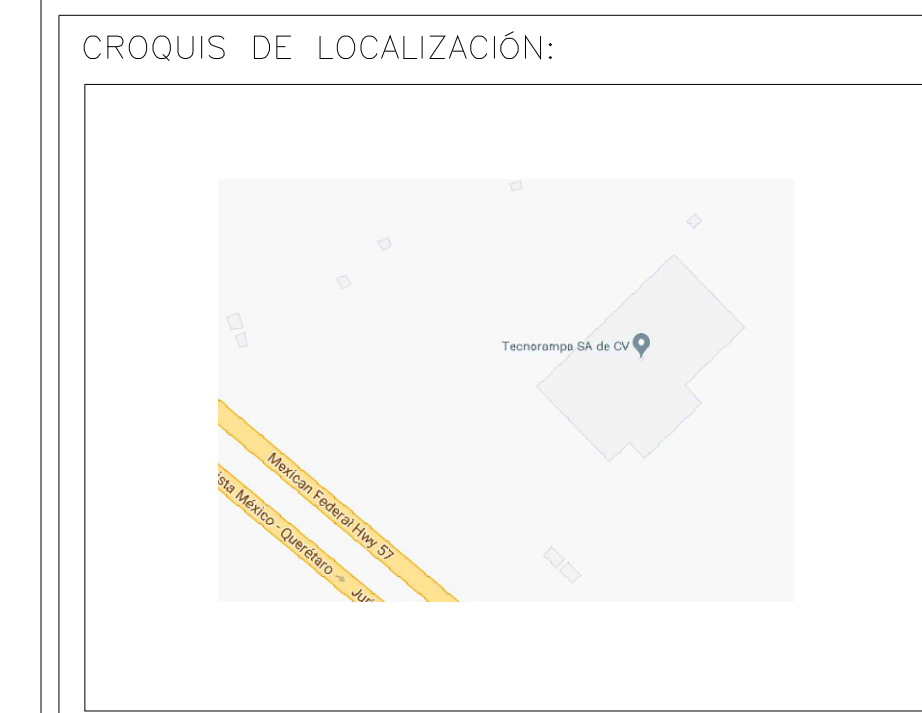 CROQUIS DE LOCALIZACIÓN:
Tecnorampa SA de CV
Mexican Federal Hwy 57
ista México - Querétaro